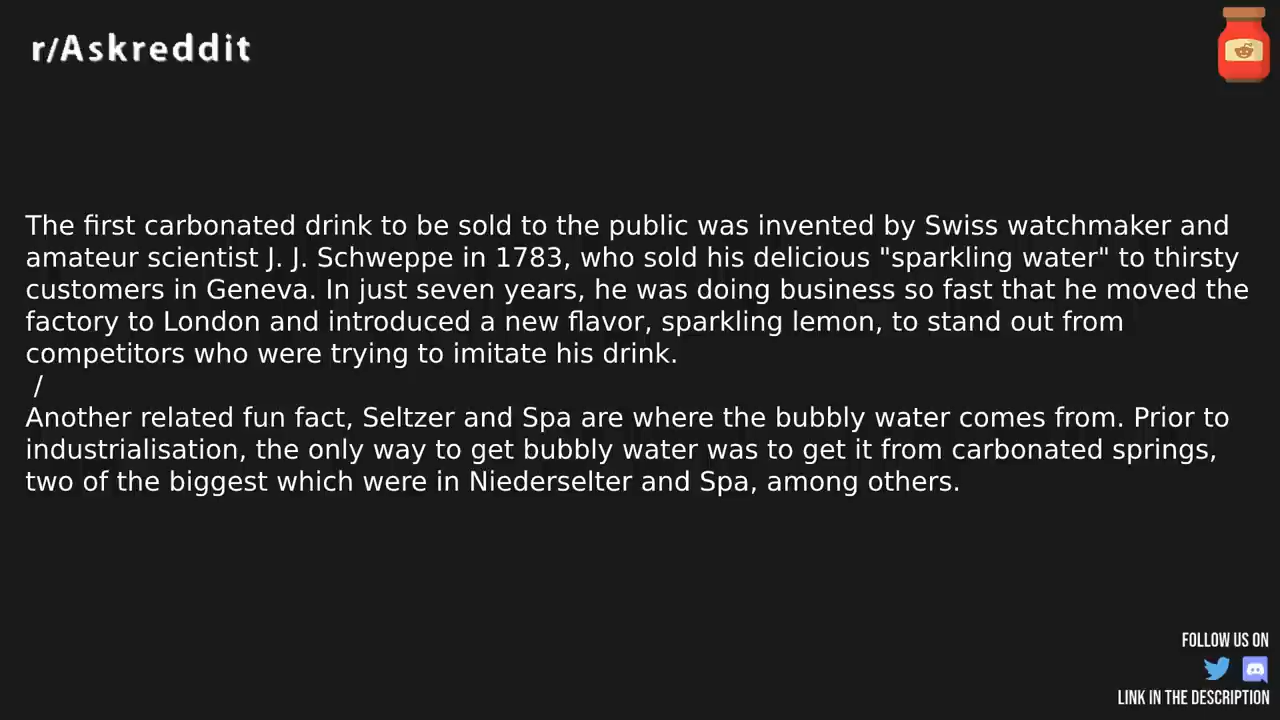 r/Askreddit
The first carbonated drink to be sold to the public was invented by Swiss watchmaker and
amateur scientist J. J. Schweppe in 1783, who sold his delicious "sparkling water" to thirsty
customers in Geneva. In just seven years, he was doing business so fast that he moved the
factory to London and introduced a new flavor, sparkling lemon, to stand out from
competitors who were trying to imitate his drink.
/
Another related fun fact, Seltzer and Spa are where the bubbly water comes from. Prior to
industrialisation, the only way to get bubbly water was to get it from carbonated springs,
two of the biggest which were in Niederselter and Spa, among others.
FOLLOW US ON
LINK IN THE DESCRIPTION